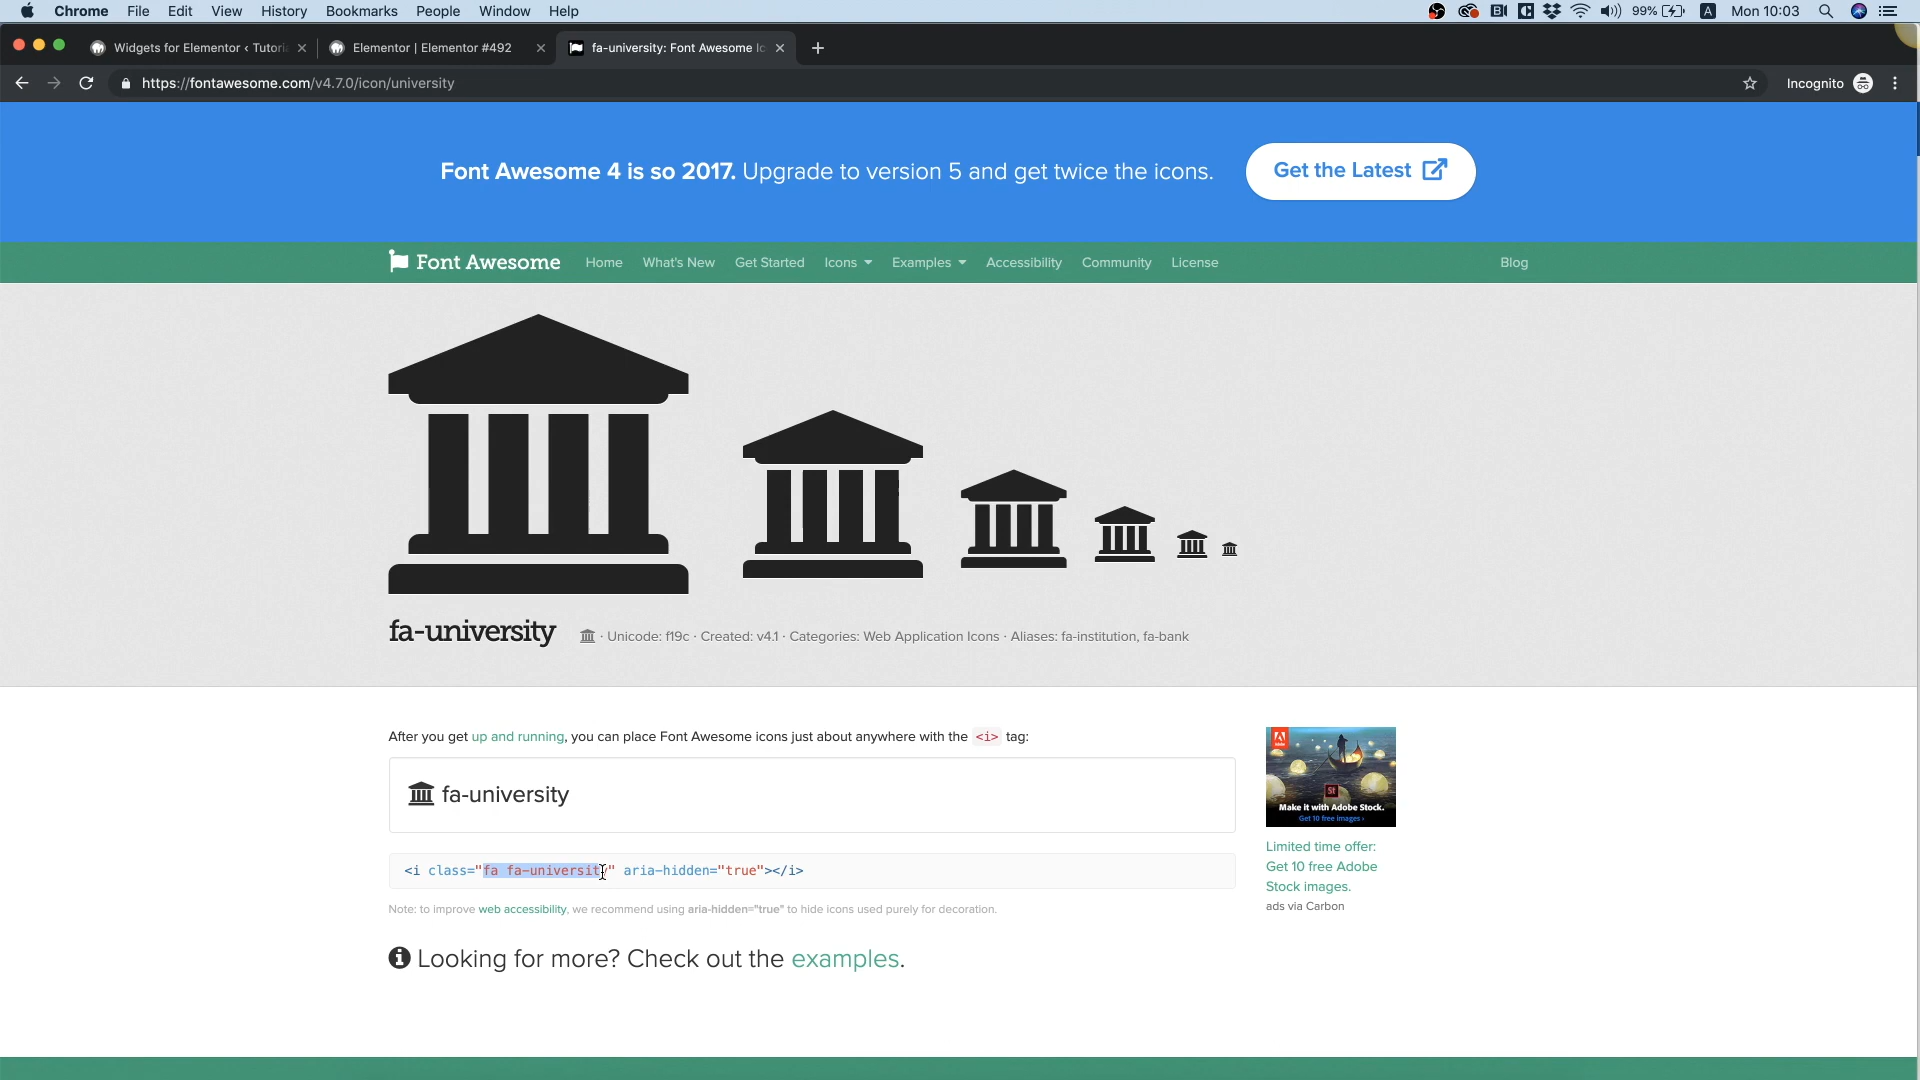 Chrome File Edit View History Bookmarks People Window Help 99% A Mon 10:03
Widgets for Elementor ‹ Tutori Elementor | Elementor #492 fa-university: Font Awesome Ic
https://fontawesome.com/v4.7.0/icon/university Incognito
Font Awesome 4 is so 2017. Upgrade to version 5 and get twice the icons. Get the Latest
Font Awesome Home What's New Get Started Icons Examples Accessibility Community License Blog
fa-university · Unicode: f19c · Created: v4.1 · Categories: Web Application Icons · Aliases: fa-institution, fa-bank
After you get up and running, you can place Font Awesome icons just about anywhere with the <i> tag:
fa-university
<i class="fa fa-university" aria-hidden="true"></i>
Note: to improve web accessibility, we recommend using aria-hidden="true" to hide icons used purely for decoration.
Looking for more? Check out the examples.
St
Make it with Adobe Stock.
Get 10 free images ›
Limited time offer:
Get 10 free Adobe
Stock images.
ads via Carbon